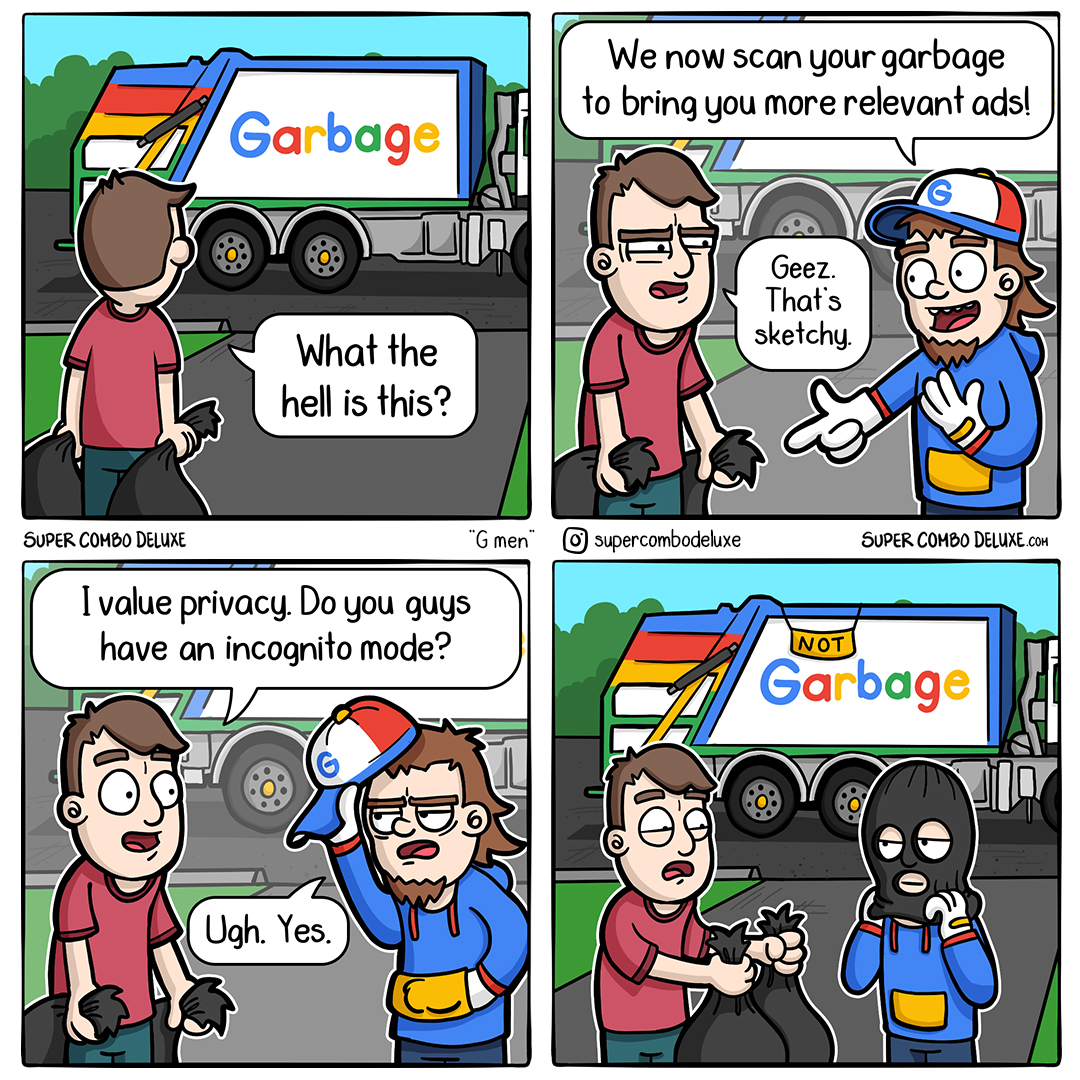 Garbage
What the
hell is this?
We now scan your garbage
to bring you more relevant ads!
G
Geez.
That's
sketchy.
SUPER COMBO DELUXE
"G men"
supercombodeluxe
SUPER COMBO DELUXE.COM
I value privacy. Do you guys
have an incognito mode?
G
Ugh. Yes.
NOT
Garbage